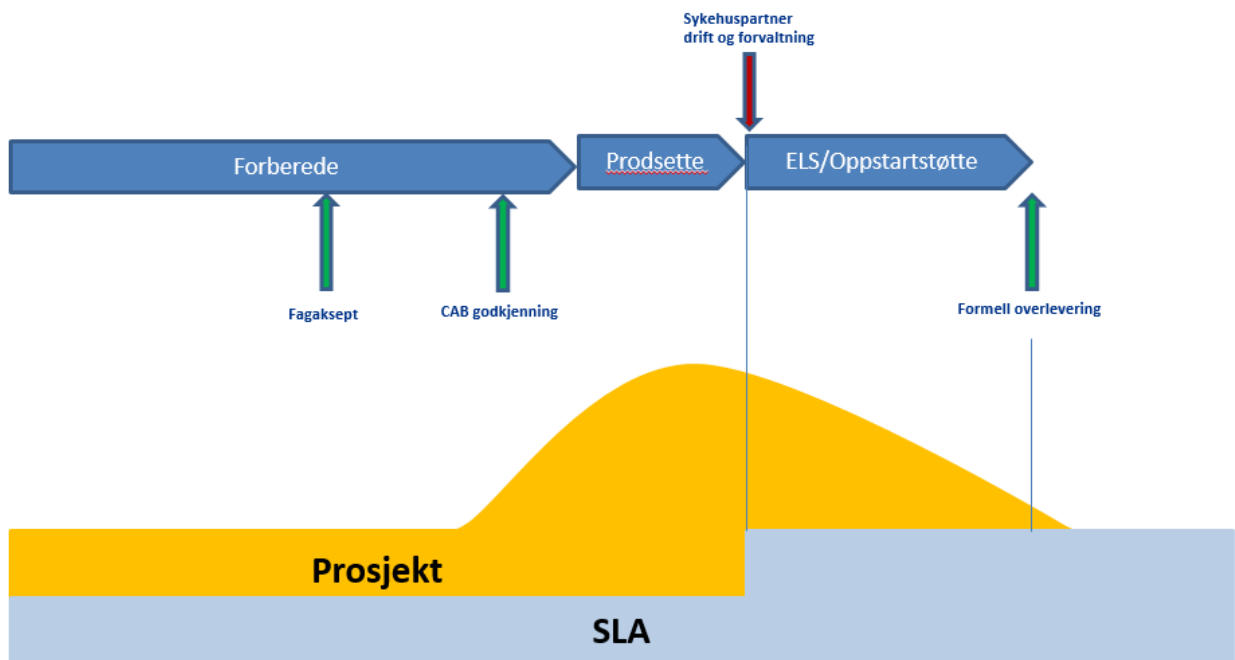 Sykehuspartner
drift og forvaltning
Forberede
Prodsette
ELS/Oppstartstøtte
Fagaksept
CAB godkjenning
Formell overlevering
Prosjekt
SLA